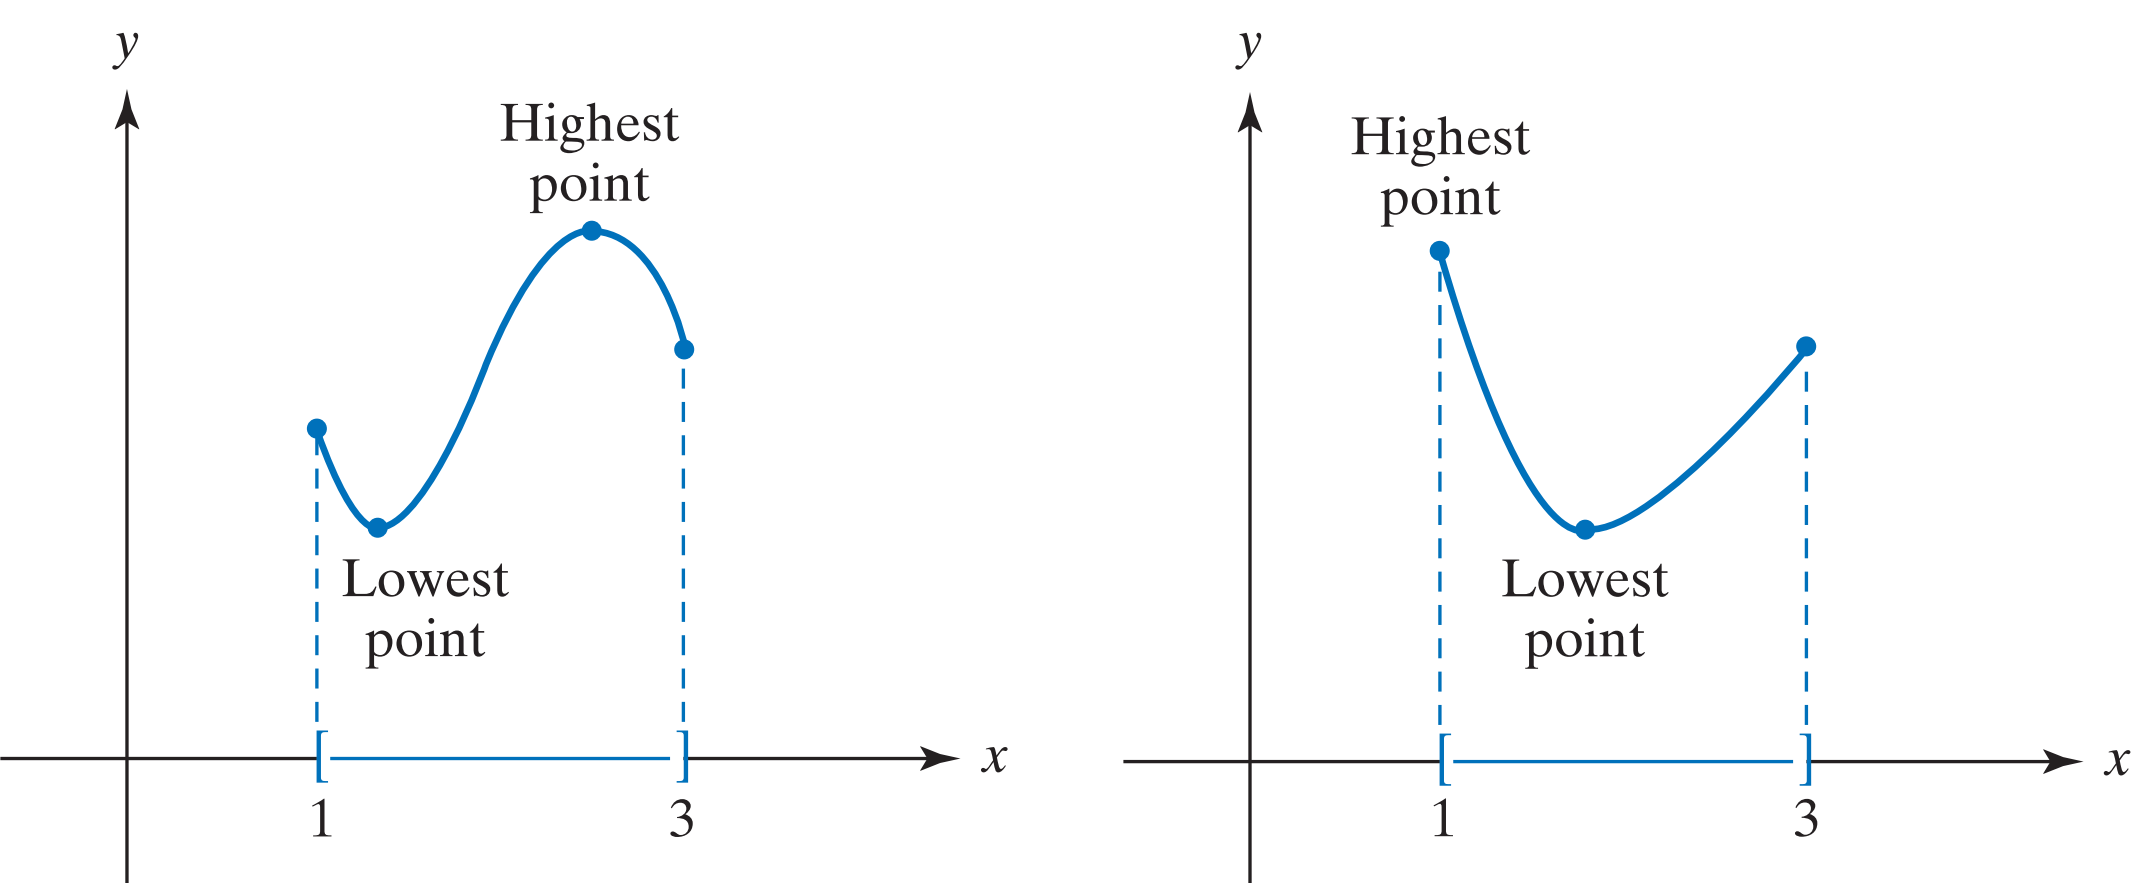 y
Highest
point
Lowest
point
[ ]
x
1 3
y
Highest
point
Lowest
point
[ ]
x
1 3